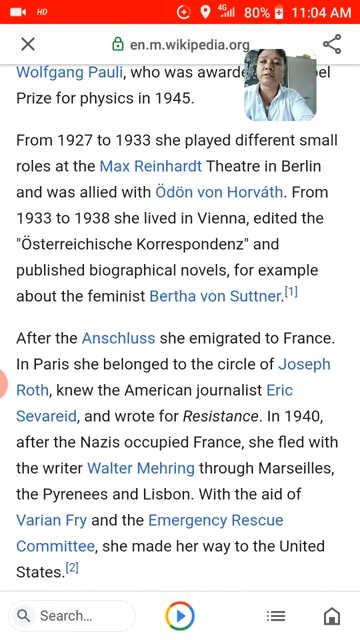 HD 4G 80% 11:04 AM
en.m.wikipedia.org
Wolfgang Pauli, who was
Prize for physics in 1945.
From 1927 to 1933 she played different small
roles at the Max Reinhardt Theatre in Berlin
and was allied with Ödön von Horváth. From
1933 to 1938 she lived in Vienna, edited the
"Österreichische Korrespondenz" and
published biographical novels, for example
about the feminist Bertha von Suttner.[1]
After the Anschluss she emigrated to France.
In Paris she belonged to the circle of Joseph
Roth, knew the American journalist Eric
Sevareid, and wrote for Resistance. In 1940,
after the Nazis occupied France, she fled with
the writer Walter Mehring through Marseilles,
the Pyrenees and Lisbon. With the aid of
Varian Fry and the Emergency Rescue
Committee, she made her way to the United
States.[2]
Search...